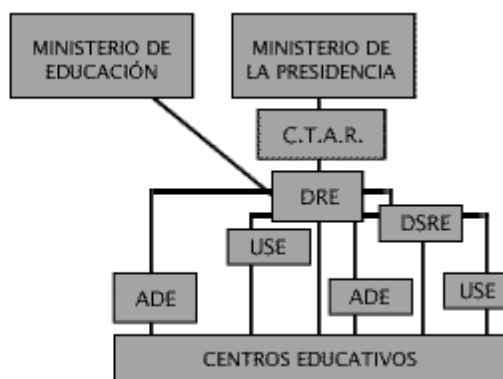 MINISTERIO DE
EDUCACIÓN
MINISTERIO DE
LA PRESIDENCIA
C.T.A.R.
DRE
DSRE
USE
ADE
ADE
USE
CENTROS EDUCATIVOS